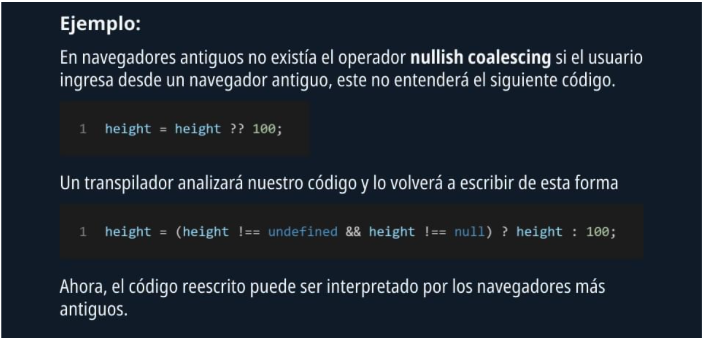 Ejemplo:
En navegadores antiguos no existía el operador nullish coalescing si el usuario
ingresa desde un navegador antiguo, este no entenderá el siguiente código.
1 height = height ?? 100;
Un transpilador analizará nuestro código y lo volverá a escribir de esta forma
1 height = (height !== undefined && height !== null) ? height : 100;
Ahora, el código reescrito puede ser interpretado por los navegadores más
antiguos.